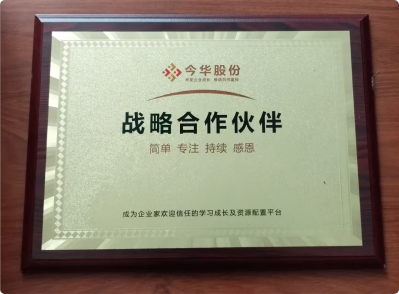 今华股份
战略合作伙伴
简单 专注 持续 感恩
成为企业家欢迎信任的学习成长及资源配置平台